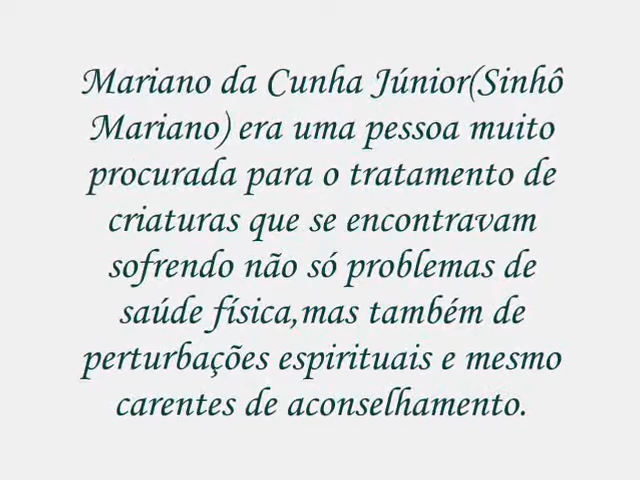 Mariano da Cunha Júnior(Sinhô
Mariano) era uma pessoa muito
procurada para o tratamento de
criaturas que se encontravam
sofrendo não só problemas de
saúde física,mas também de
perturbações espirituais e mesmo
carentes de aconselhamento.